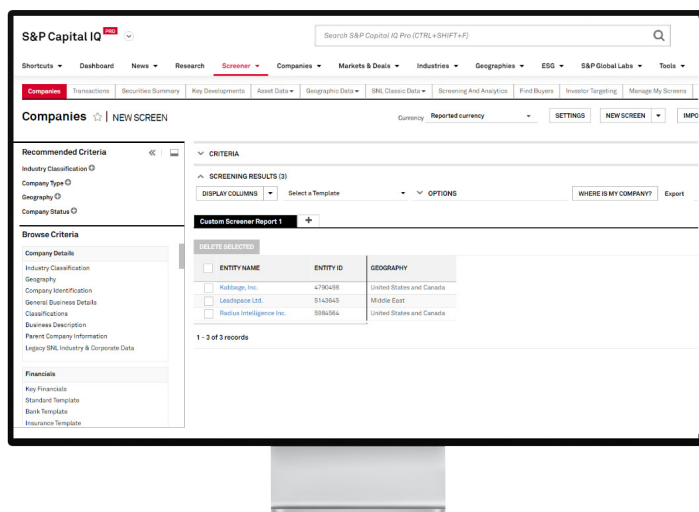 S&P Capital IQ PRO
Search S&P Capital IQ Pro (CTRL+SHIFT+F)
Shortcuts Dashboard News Research Screener Companies Markets & Deals Industries Geographies ESG S&P Global Labs Tools
Companies Transactions Securities Summary Key Developments Asset Data Geographic Data SNL Classic Data Screening And Analytics Find Buyers Investor Targeting Manage My Screens
Companies NEW SCREEN
Currency Reported currency SETTINGS NEW SCREEN IMPO
Recommended Criteria
Industry Classification
Company Type
Geography
Company Status
Browse Criteria
Company Details
Industry Classification
Geography
Company Identification
General Business Details
Classifications
Business Description
Parent Company Information
Legacy SNL Industry & Corporate Data
Financials
Key Financials
Standard Template
Bank Template
Insurance Template
CRITERIA
SCREENING RESULTS (3)
DISPLAY COLUMNS Select a Template OPTIONS WHERE IS MY COMPANY? Export
Custom Screener Report 1 +
DELETE SELECTED
ENTITY NAME ENTITY ID GEOGRAPHY
Kabbage, Inc. 4790498 United States and Canada
Leadspace Ltd. 5143645 Middle East
Radius Intelligence Inc. 5984564 United States and Canada
1 - 3 of 3 records